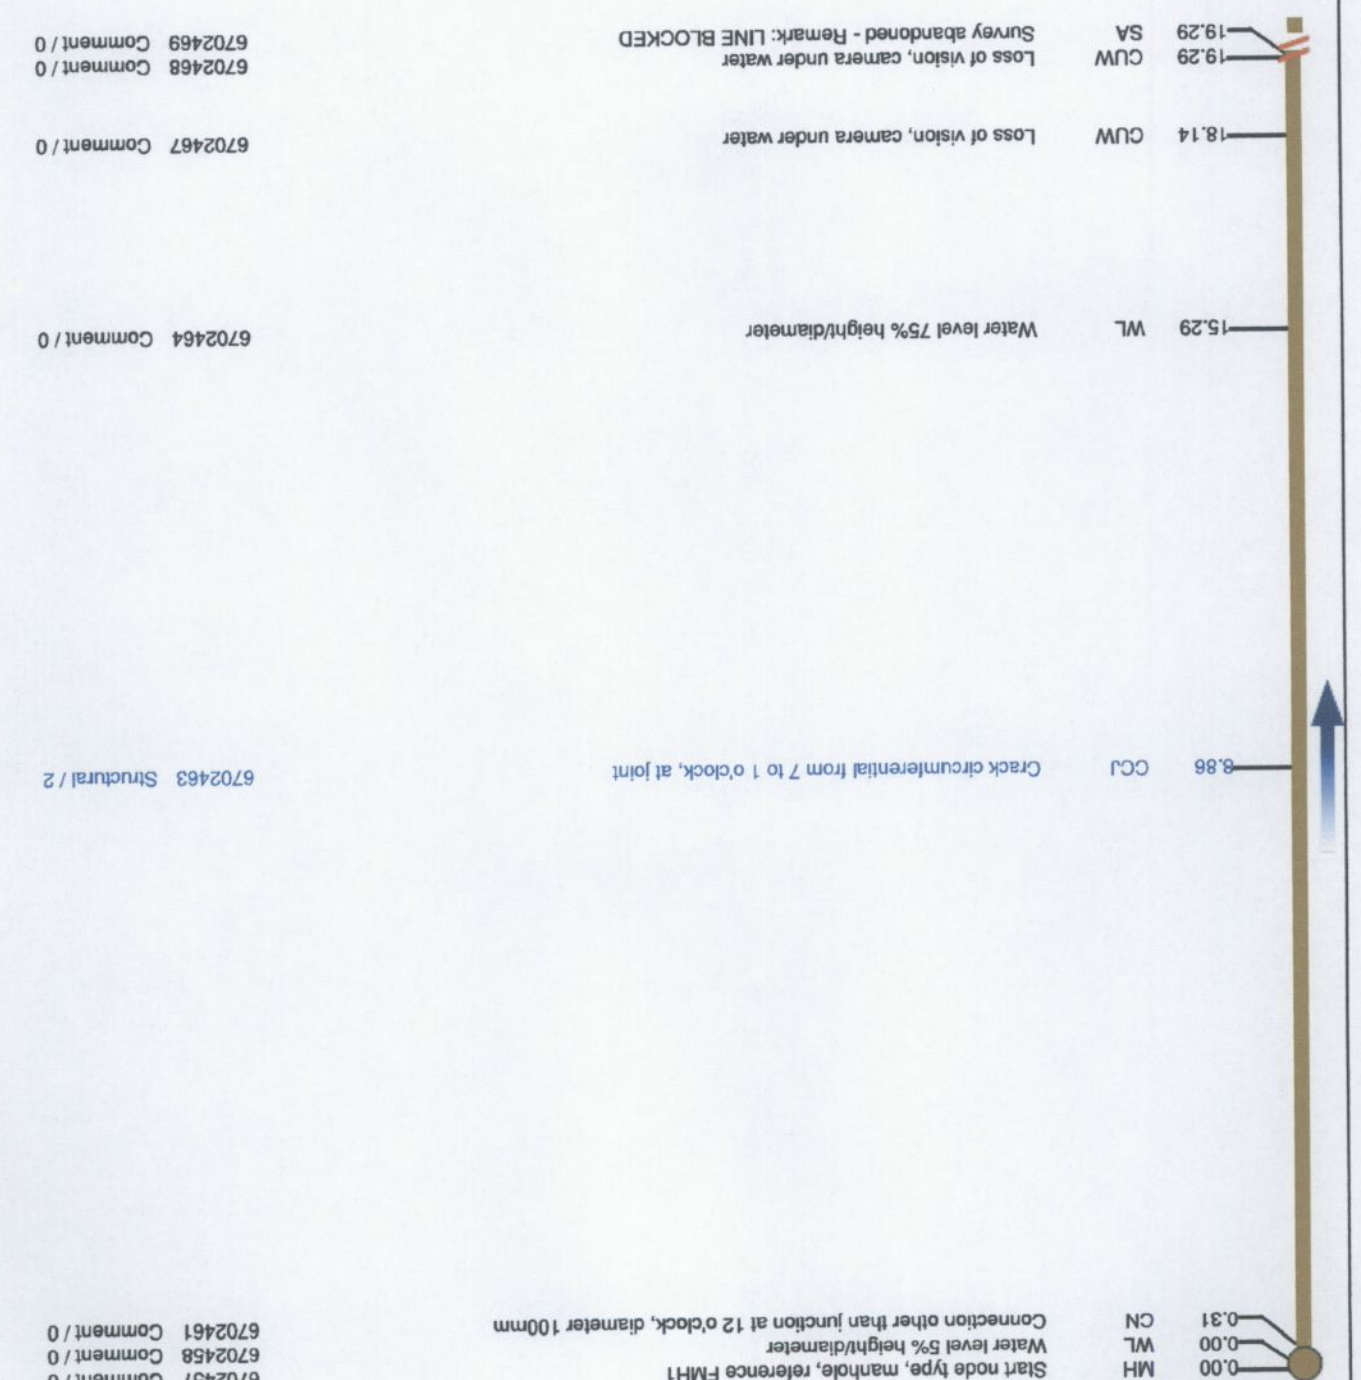 0.00 MH Start node type, manhole, reference FMH1 6702457 Comment / 0
0.00 WL Water level 5% height/diameter 6702458 Comment / 0
0.31 CN Connection other than junction at 12 o'clock, diameter 100mm 6702461 Comment / 0
8.86 CCJ Crack circumferential from 7 to 1 o'clock, at joint 6702463 Structural / 2
15.29 WL Water level 75% height/diameter 6702464 Comment / 0
18.14 CUW Loss of vision, camera under water 6702467 Comment / 0
19.29 CUW Loss of vision, camera under water 6702468 Comment / 0
19.29 SA Survey abandoned - Remark: LINE BLOCKED 6702469 Comment / 0